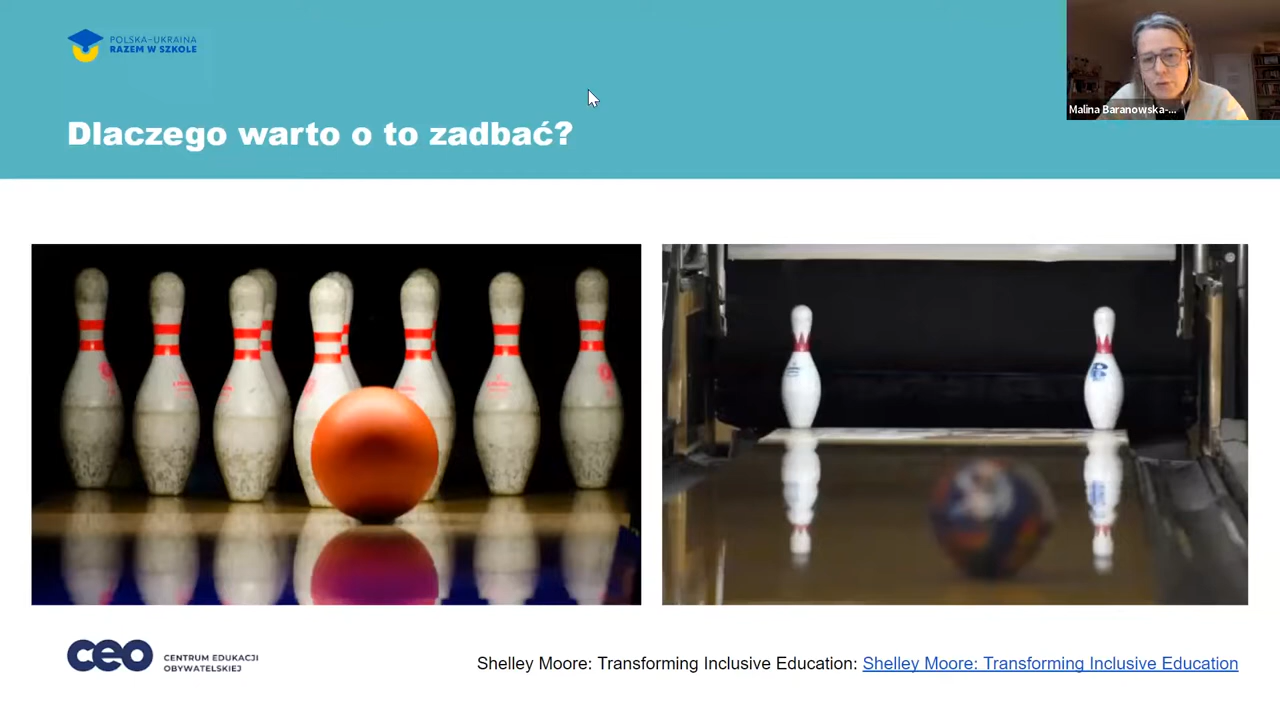 POLSKA-UKRAINA
RAZEM W SZKOLE
Malina Baranowska-...
Dlaczego warto o to zadbać?
ceo
CENTRUM EDUKACJI
OBYWATELSKIEJ
Shelley Moore: Transforming Inclusive Education: Shelley Moore: Transforming Inclusive Education